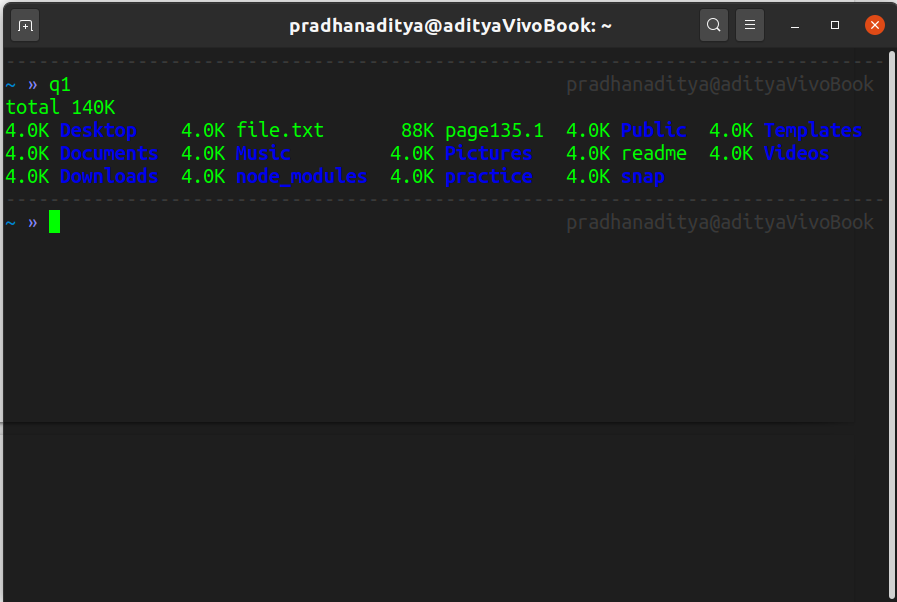 pradhanaditya@adityaVivoBook: ~
~ » q1 pradhanaditya@adityaVivoBook
total 140K
4.0K Desktop 4.0K file.txt 88K page135.1 4.0K Public 4.0K Templates
4.0K Documents 4.0K Music 4.0K Pictures 4.0K readme 4.0K Videos
4.0K Downloads 4.0K node_modules 4.0K practice 4.0K snap
~ » pradhanaditya@adityaVivoBook